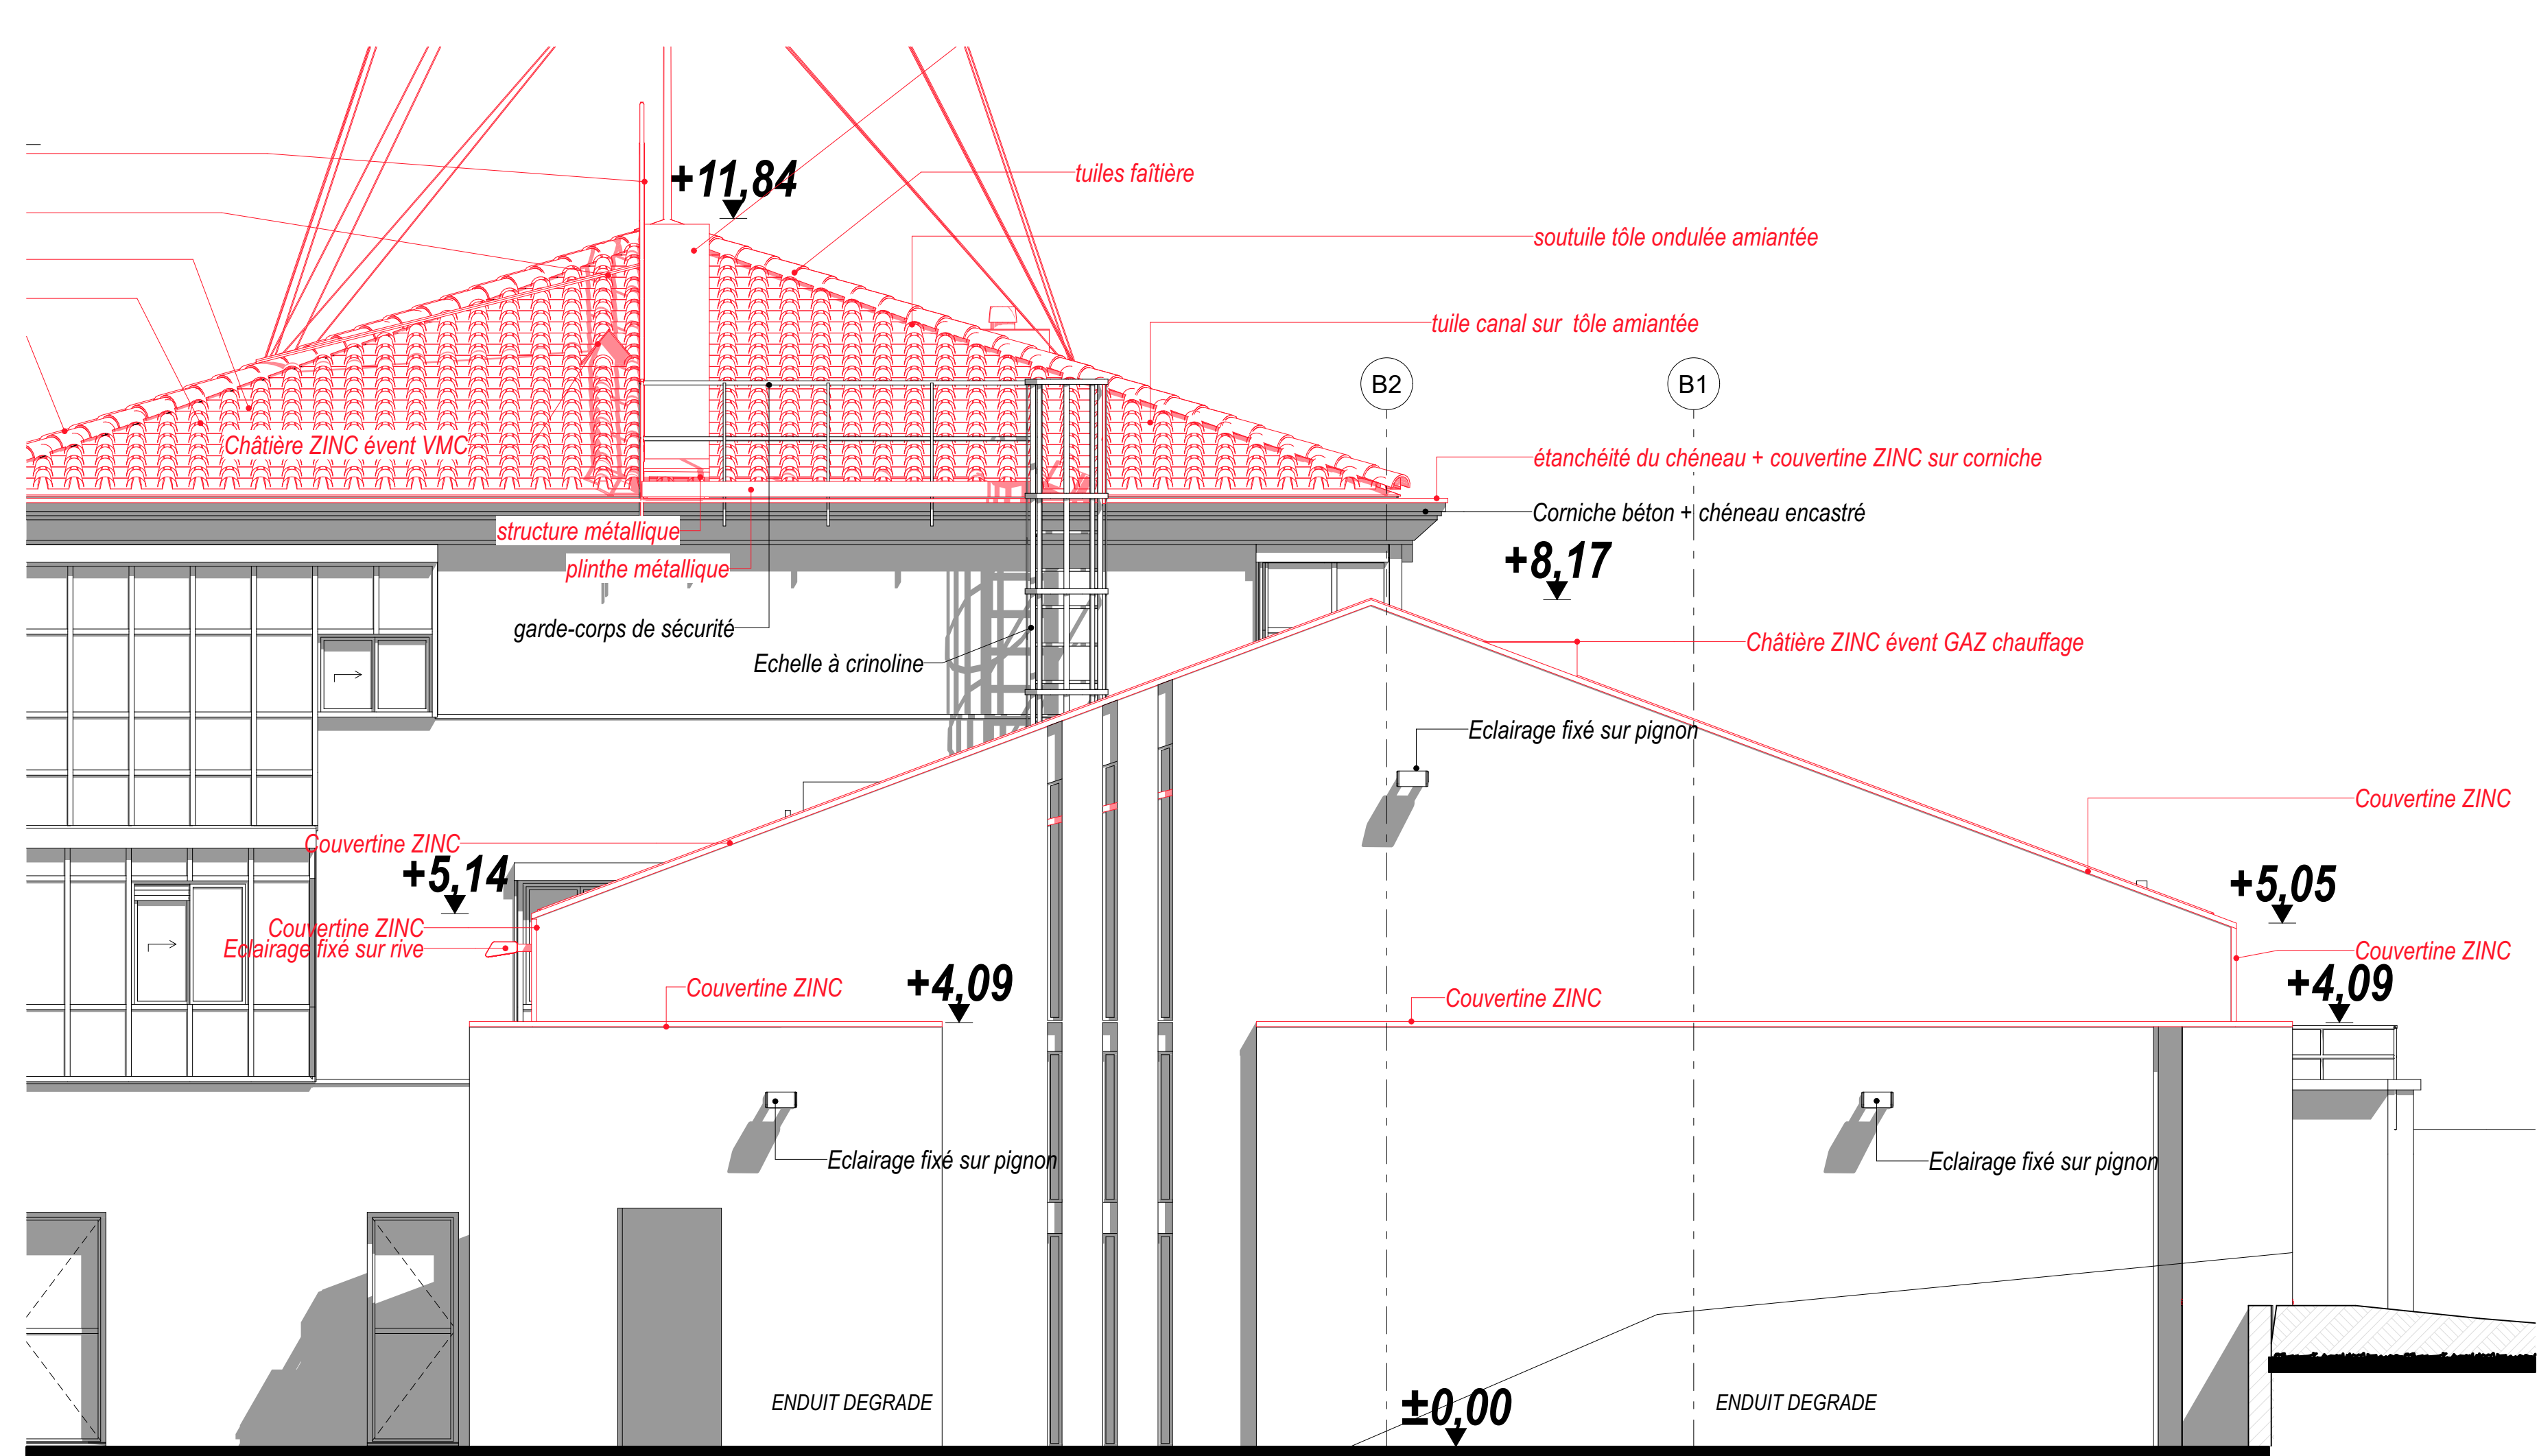 +11,84
tuiles faîtière
soutuile tôle ondulée amiantée
tuile canal sur tôle amiantée
B2
B1
Châtière ZINC évent VMC
étanchéité du chéneau + couvertine ZINC sur corniche
Corniche béton + chéneau encastré
structure métallique
+8,17
plinthe métallique
garde-corps de sécurité
Châtière ZINC évent GAZ chauffage
Echelle à crinoline
Eclairage fixé sur pignon
Couvertine ZINC
Couvertine ZINC
+5,14
+5,05
Couvertine ZINC
Eclairage fixé sur rive
Couvertine ZINC
Couvertine ZINC
+4,09
Couvertine ZINC
+4,09
Eclairage fixé sur pignon
Eclairage fixé sur pignon
ENDUIT DEGRADE
±0,00
ENDUIT DEGRADE